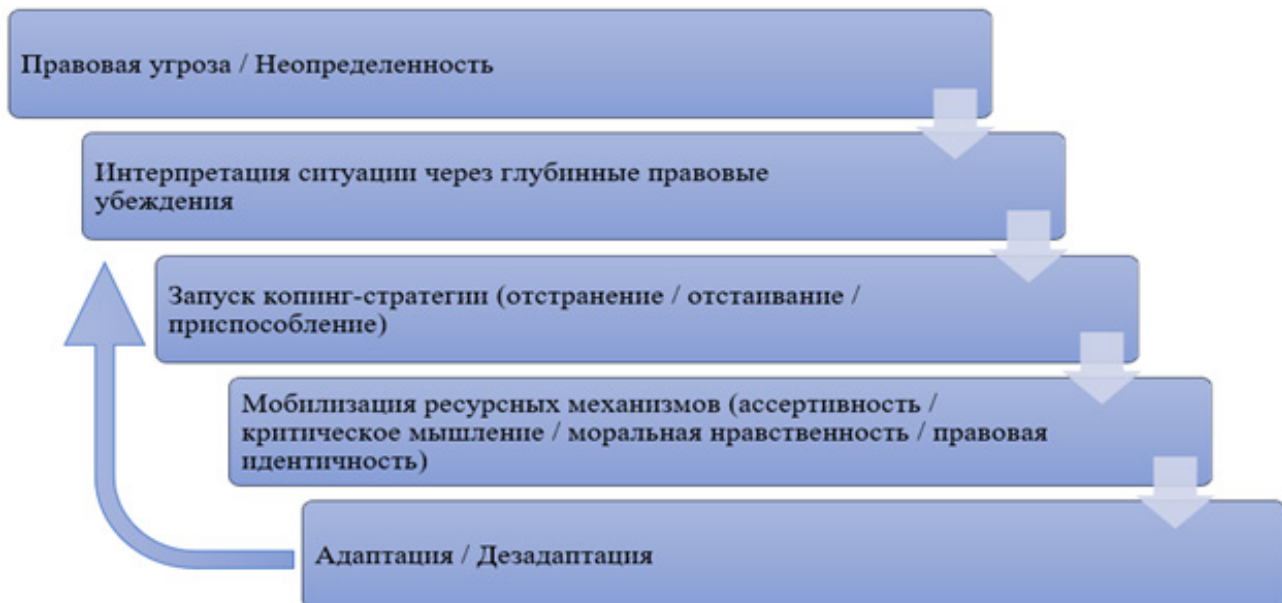 Правовая угроза / Неопределенность
Интерпретация ситуации через глубинные правовые
убеждения
Запуск копинг-стратегии (отстранение / отстаивание /
приспособление)
Мобилизация ресурсных механизмов (ассертивность /
критическое мышление / моральная нравственность / правовая
идентичность)
Адаптация / Дезадаптация